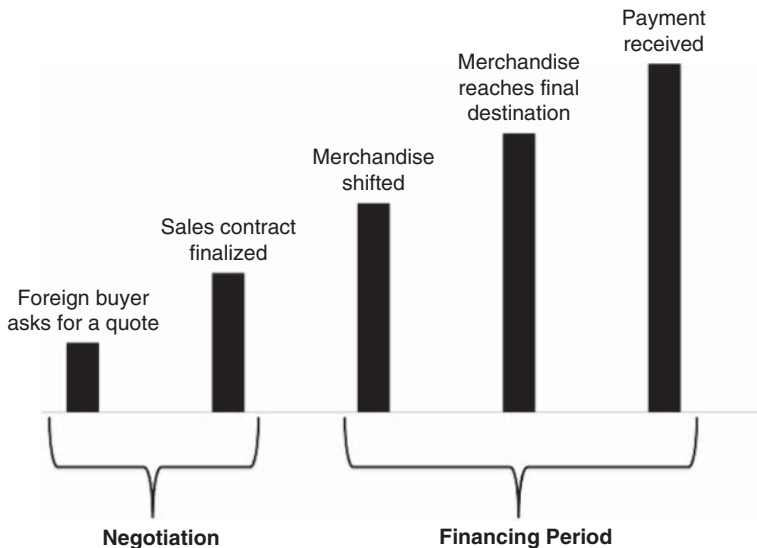 Payment
received
Merchandise
reaches final
destination
Merchandise
shifted
Sales contract
finalized
Foreign buyer
asks for a quote
Negotiation
Financing Period